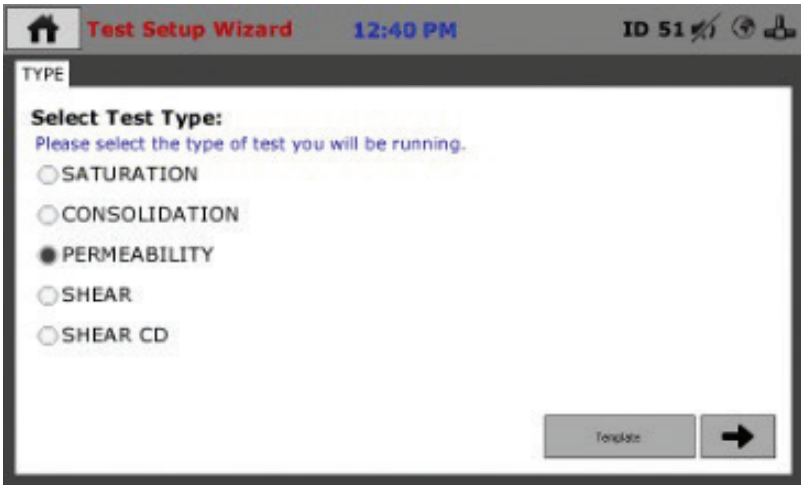 Test Setup Wizard 12:40 PM ID 51
TYPE
Select Test Type:
Please select the type of test you will be running.
SATURATION
CONSOLIDATION
PERMEABILITY
SHEAR
SHEAR CD
Template